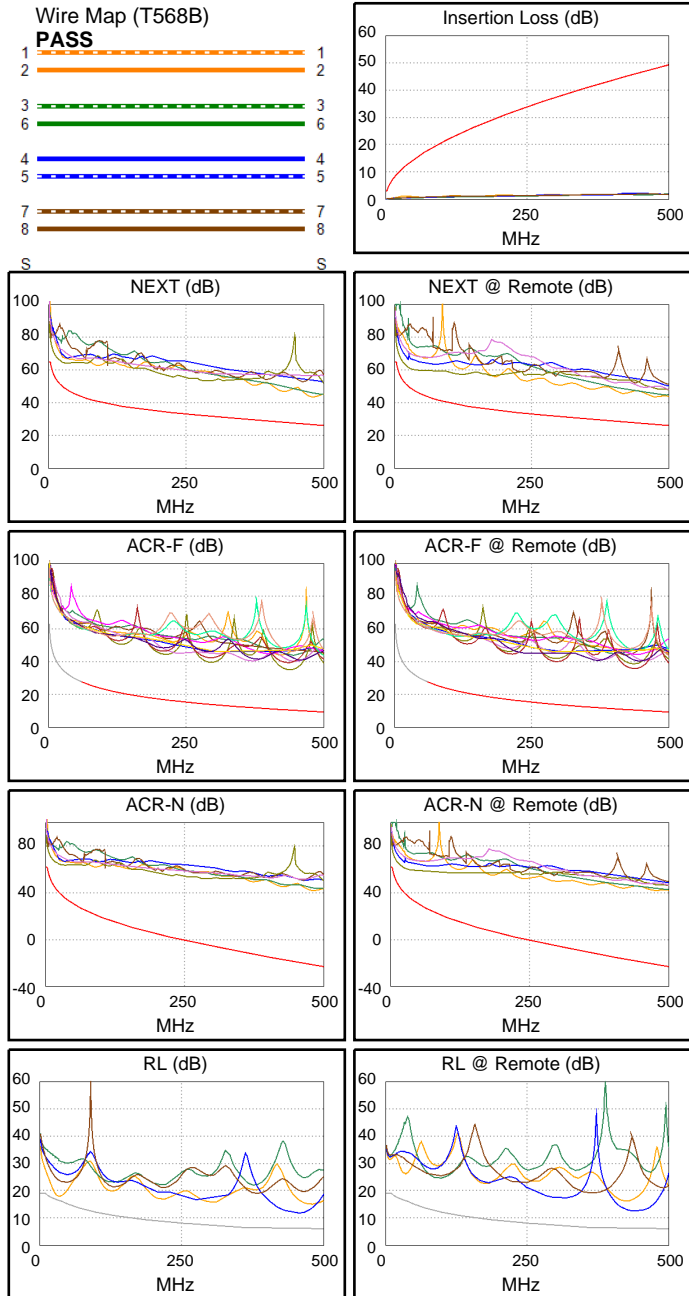 Wire Map (T568B)
PASS
1 1
2 2
3 3
6 6
4 4
5 5
7 7
8 8
S S
Insertion Loss (dB)
60
50
40
30
20
10
0
0 250 500
MHz
NEXT (dB)
100
80
60
40
20
0
0 250 500
MHz
NEXT @ Remote (dB)
100
80
60
40
20
0
0 250 500
MHz
ACR-F (dB)
100
80
60
40
20
0
0 250 500
MHz
ACR-F @ Remote (dB)
100
80
60
40
20
0
0 250 500
MHz
ACR-N (dB)
80
40
0
-40
0 250 500
MHz
ACR-N @ Remote (dB)
80
40
0
-40
0 250 500
MHz
RL (dB)
60
50
40
30
20
10
0
0 250 500
MHz
RL @ Remote (dB)
60
50
40
30
20
10
0
0 250 500
MHz